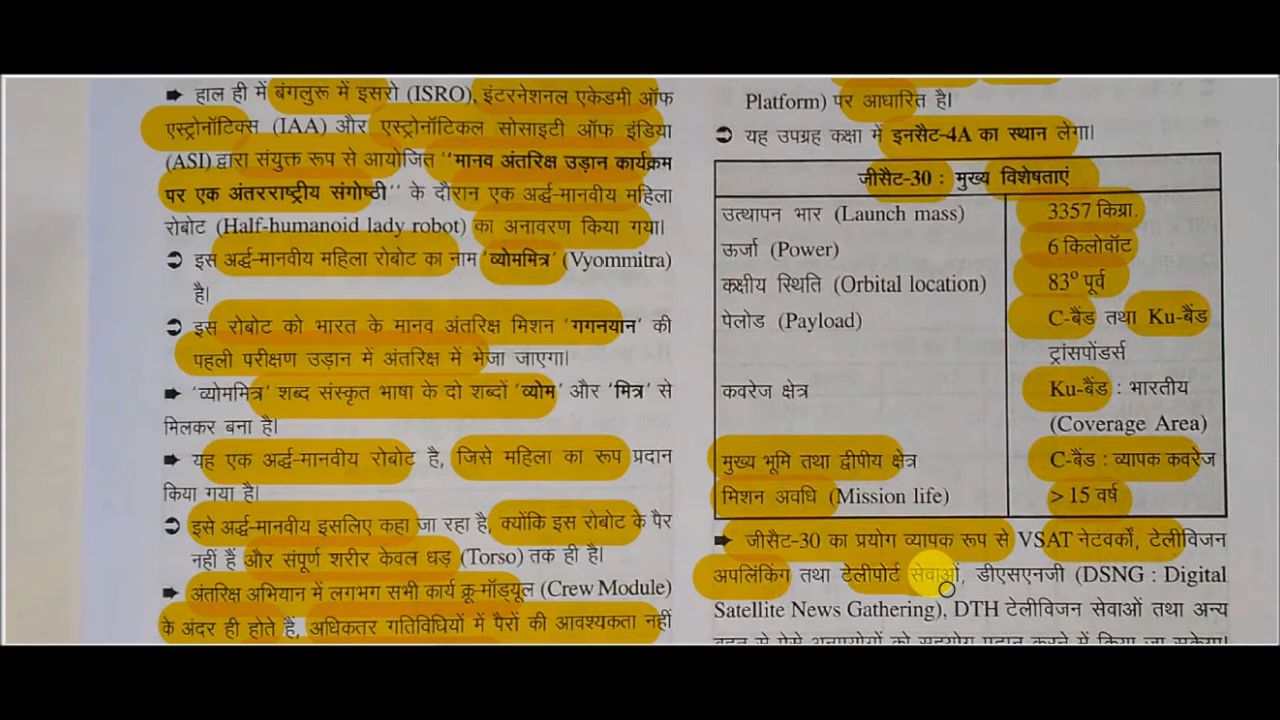 ➡ हाल ही में बंगलुरू में इसरो (ISRO), इंटरनेशनल एकेडमी ऑफ
एस्ट्रोनॉटिक्स (IAA) और एस्ट्रोनॉटिकल सोसाइटी ऑफ इंडिया
(ASI) द्वारा संयुक्त रूप से आयोजित ''मानव अंतरिक्ष उड़ान कार्यक्रम
पर एक अंतरराष्ट्रीय संगोष्ठी'' के दौरान एक अर्द्ध-मानवीय महिला
रोबोट (Half-humanoid lady robot) का अनावरण किया गया।
➲ इस अर्द्ध-मानवीय महिला रोबोट का नाम 'व्योममित्र' (Vyommitra)
है।
➲ इस रोबोट को भारत के मानव अंतरिक्ष मिशन 'गगनयान' की
पहली परीक्षण उड़ान में अंतरिक्ष में भेजा जाएगा।
➡ 'व्योममित्र' शब्द संस्कृत भाषा के दो शब्दों 'व्योम' और 'मित्र' से
मिलकर बना है।
➡ यह एक अर्द्ध-मानवीय रोबोट है, जिसे महिला का रूप प्रदान
किया गया है।
➲ इसे अर्द्ध-मानवीय इसलिए कहा जा रहा है, क्योंकि इस रोबोट के पैर
नहीं हैं और संपूर्ण शरीर केवल धड़ (Torso) तक ही है।
➡ अंतरिक्ष अभियान में लगभग सभी कार्य क्रू-मॉड्यूल (Crew Module)
के अंदर ही होते हैं, अधिकतर गतिविधियों में पैरों की आवश्यकता नहीं
Platform) पर आधारित है।
➲ यह उपग्रह कक्षा में इनसैट-4A का स्थान लेगा।
जीसैट-30 : मुख्य विशेषताएं
उत्थापन भार (Launch mass) 3357 किग्रा.
ऊर्जा (Power) 6 किलोवॉट
कक्षीय स्थिति (Orbital location) 83° पूर्व
पेलोड (Payload) C-बैंड तथा Ku-बैंड
ट्रांसपोंडर्स
कवरेज क्षेत्र Ku-बैंड : भारतीय
(Coverage Area)
मुख्य भूमि तथा द्वीपीय क्षेत्र C-बैंड : व्यापक कवरेज
मिशन अवधि (Mission life) > 15 वर्ष
➡ जीसैट-30 का प्रयोग व्यापक रूप से VSAT नेटवर्कों, टेलीविजन
अपलिंकिंग तथा टेलीपोर्ट सेवाओं, डीएसएनजी (DSNG : Digital
Satellite News Gathering), DTH टेलीविजन सेवाओं तथा अन्य
बहुत से ऐसे अनुप्रयोगों को सहयोग प्रदान करने में किया जा सकेगा।